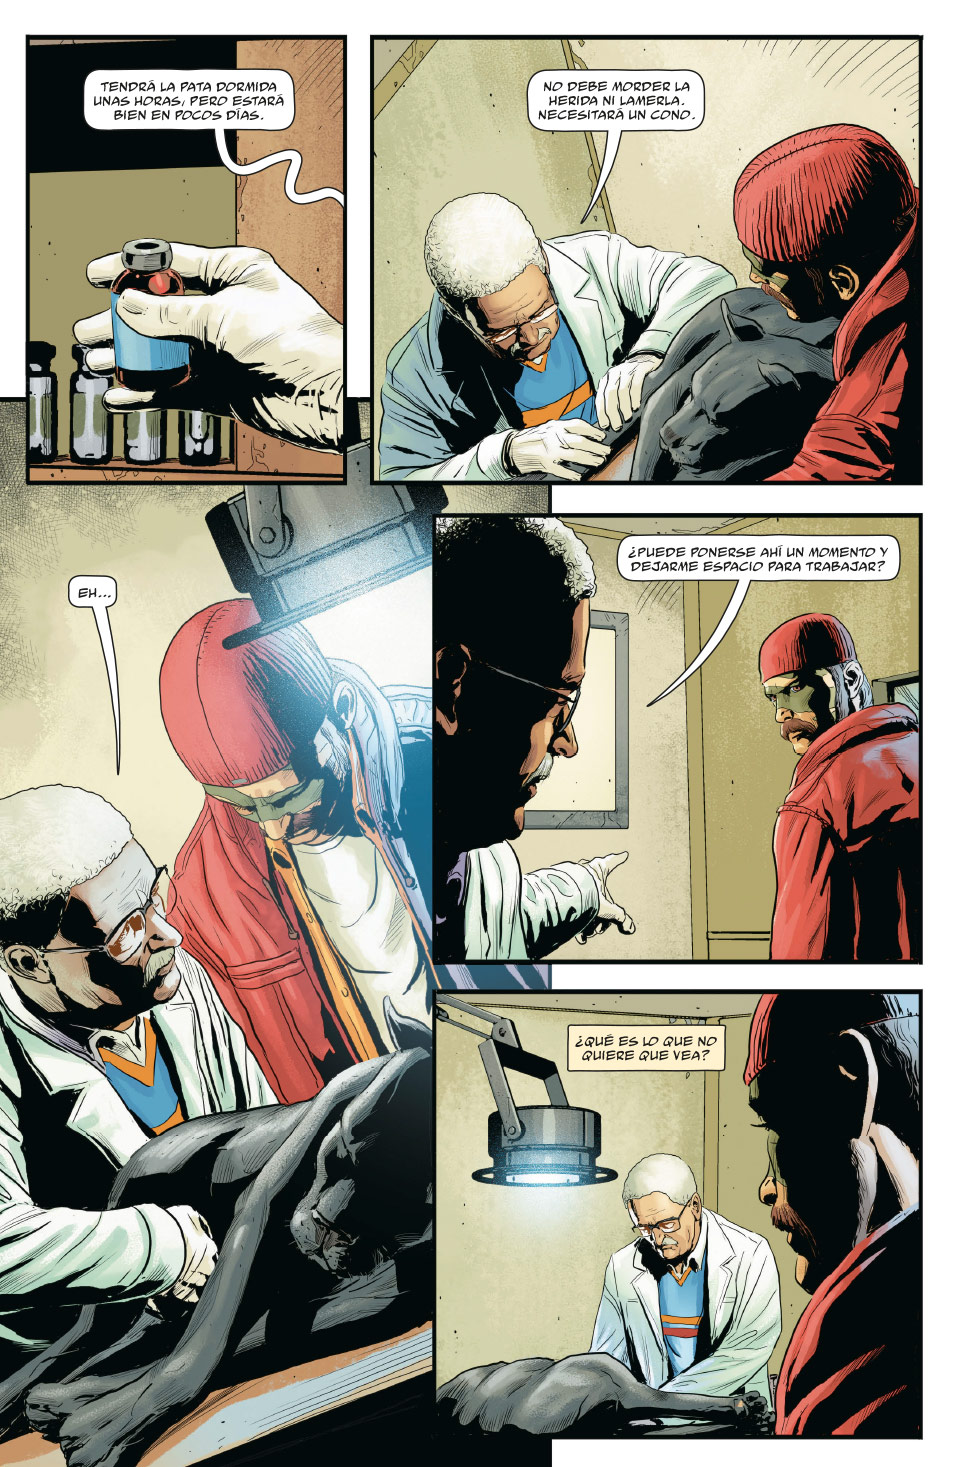 TENDRÁ LA PATA DORMIDA
UNAS HORAS, PERO ESTARÁ
BIEN EN POCOS DÍAS.
NO DEBE MORDER LA
HERIDA NI LAMERLA.
NECESITARÁ UN CONO.
EH...
¿PUEDE PONERSE AHÍ UN MOMENTO Y
DEJARME ESPACIO PARA TRABAJAR?
¿QUÉ ES LO QUE NO
QUIERE QUE VEA?